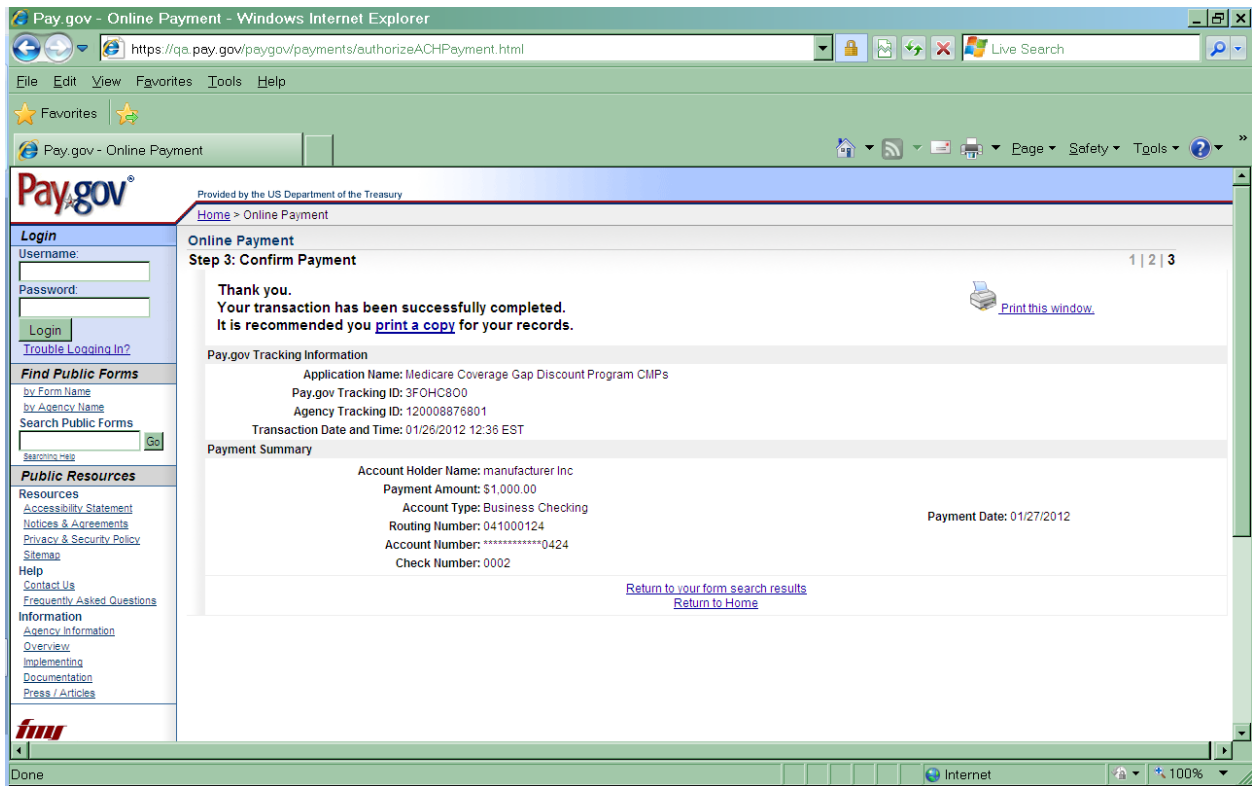 Pay.gov - Online Payment - Windows Internet Explorer
https://qa.pay.gov/paygov/payments/authorizeACHPayment.html
Live Search
File Edit View Favorites Tools Help
Favorites
Pay.gov - Online Payment
Page Safety Tools »
Pay.gov®
Provided by the US Department of the Treasury
Home > Online Payment
Login
Username:
Password:
Login
Trouble Logging In?
Find Public Forms
by Form Name
by Agency Name
Search Public Forms
Go
Searching Help
Public Resources
Resources
Accessibility Statement
Notices & Agreements
Privacy & Security Policy
Sitemap
Help
Contact Us
Frequently Asked Questions
Information
Agency Information
Overview
Implementing
Documentation
Press / Articles
Online Payment
Step 3: Confirm Payment 1 | 2 | 3
Thank you.
Your transaction has been successfully completed.
It is recommended you print a copy for your records.
Print this window.
Pay.gov Tracking Information
Application Name: Medicare Coverage Gap Discount Program CMPs
Pay.gov Tracking ID: 3FOHC8O0
Agency Tracking ID: 120008876801
Transaction Date and Time: 01/26/2012 12:36 EST
Payment Summary
Account Holder Name: manufacturer Inc
Payment Amount: $1,000.00
Account Type: Business Checking
Routing Number: 041000124
Account Number: ************0424
Check Number: 0002
Payment Date: 01/27/2012
Return to your form search results
Return to Home
Done
Internet
100%